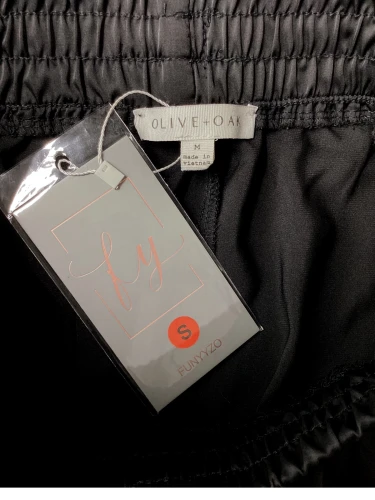 OLIVE + OAK
M
Made in
Vietnam
fy
S
FUNYYZO